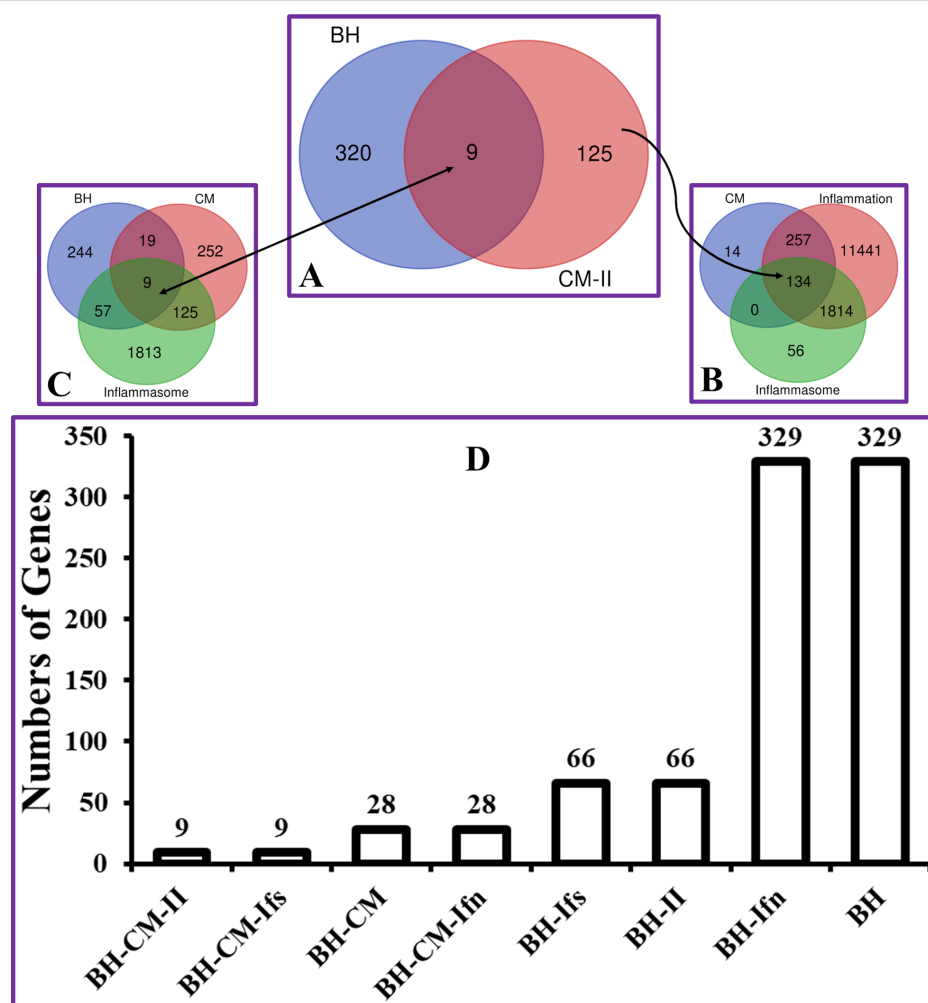 BH
320
9
125
A
CM-II
BH
CM
244
19
252
9
57
125
1813
C
Inflammasome
CM
Inflammation
14
257
11441
134
0
1814
56
B
Inflammasome
D
Numbers of Genes
350
300
250
200
150
100
50
0
9
9
28
28
66
66
329
329
BH-CM-II
BH-CM-Ifs
BH-CM
BH-CM-Ifn
BH-Ifs
BH-II
BH-Ifn
BH